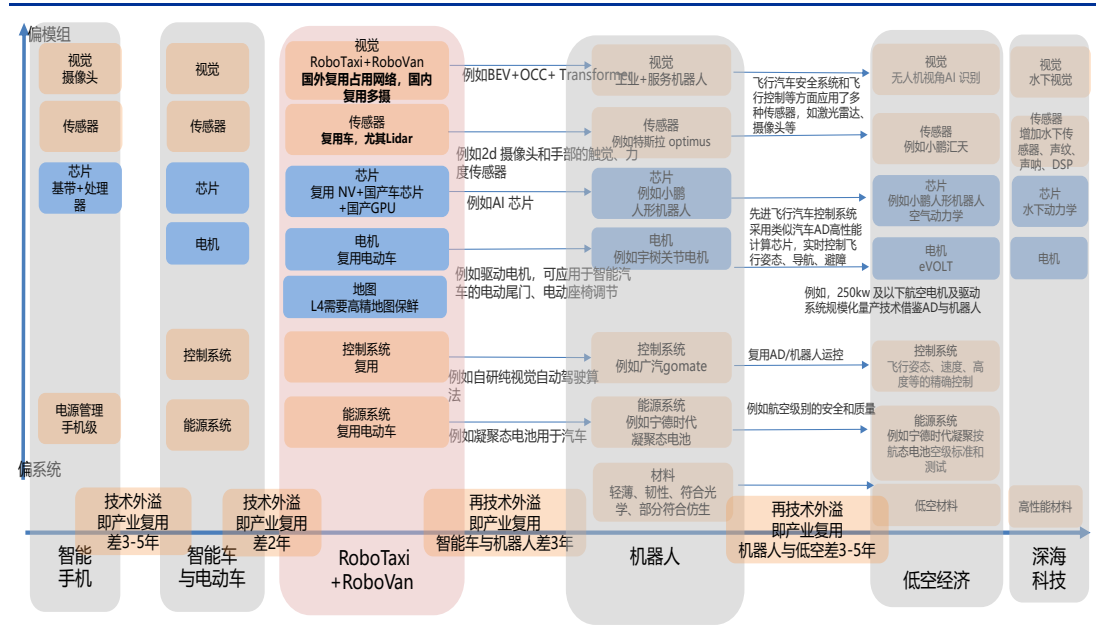 偏模组
视觉
摄像头
传感器
芯片
基带+处理
器
电源管理
手机级
偏系统
智能
手机
技术外溢
即产业复用
差3-5年
视觉
传感器
芯片
电机
控制系统
能源系统
智能车
与电动车
技术外溢
即产业复用
差2年
视觉
RoboTaxi+RoboVan
国外复用占用网络，国内
复用多摄
传感器
复用车，尤其Lidar
芯片
复用 NV+国产车芯片
+国产GPU
电机
复用电动车
地图
L4需要高精地图保鲜
控制系统
复用
能源系统
复用电动车
RoboTaxi
+RoboVan
例如BEV+OCC+ Transformer
例如2d 摄像头和手部的触觉、力
度传感器
例如AI 芯片
例如驱动电机，可应用于智能汽
车的电动尾门、电动座椅调节
例如自研纯视觉自动驾驶算
法
例如凝聚态电池用于汽车
再技术外溢
即产业复用
智能车与机器人差3年
视觉
工业+服务机器人
传感器
例如特斯拉 optimus
芯片
例如小鹏
人形机器人
电机
例如宇树关节电机
控制系统
例如广汽gomate
能源系统
例如宁德时代
凝聚态电池
材料
轻薄、韧性、符合光
学、部分符合仿生
机器人
飞行汽车安全系统和飞
行控制等方面应用了多
种传感器，如激光雷达、
摄像头等
先进飞行汽车控制系统
采用类似汽车AD高性能
计算芯片，实时控制飞
行姿态、导航、避障
例如，250kw 及以下航空电机及驱动
系统规模化量产技术借鉴AD与机器人
复用AD/机器人运控
例如航空级别的安全和质量
再技术外溢
即产业复用
机器人与低空差3-5年
视觉
无人机视角AI 识别
传感器
例如小鹏汇天
芯片
例如小鹏人形机器人
空气动力学
电机
eVOLT
控制系统
飞行姿态、速度、高
度等的精确控制
能源系统
例如宁德时代凝聚按
航态电池空级标准和
测试
低空材料
低空经济
视觉
水下视觉
传感器
增加水下传
感器、声纹、
声呐、DSP
芯片
水下动力学
电机
高性能材料
深海
科技